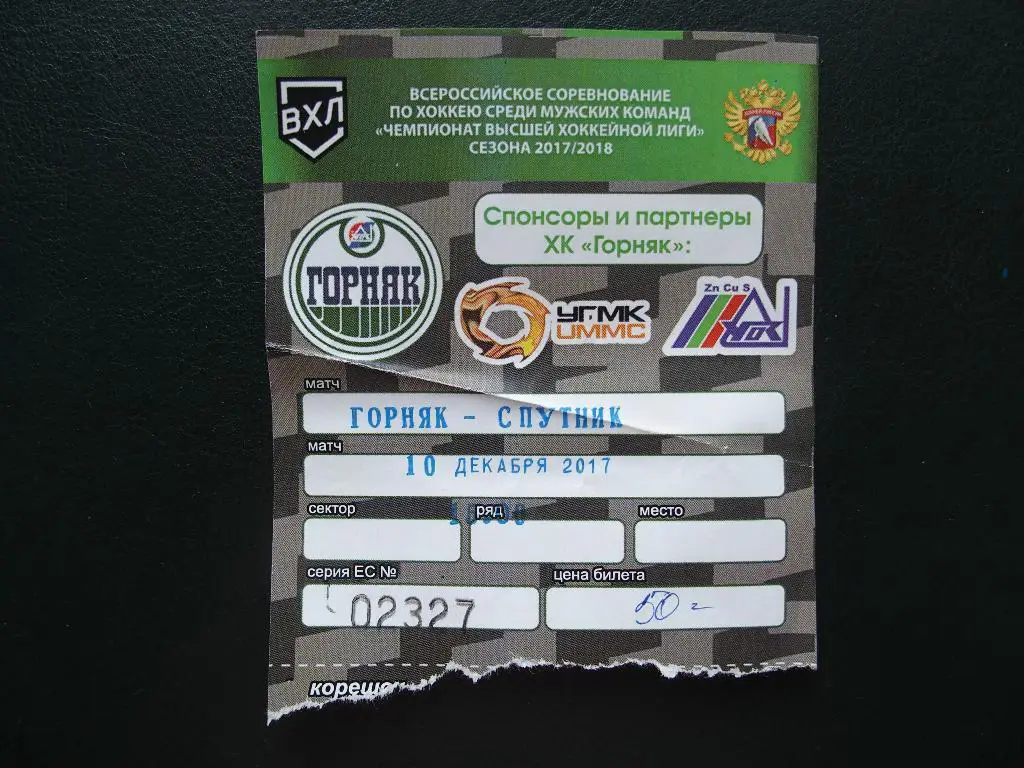 ВХЛ
ВСЕРОССИЙСКОЕ СОРЕВНОВАНИЕ
ПО ХОККЕЮ СРЕДИ МУЖСКИХ КОМАНД
«ЧЕМПИОНАТ ВЫСШЕЙ ХОККЕЙНОЙ ЛИГИ»
СЕЗОНА 2017/2018
Спонсоры и партнеры
ХК «Горняк»:
ГОРНЯК
УГМК
UMMC
Zn Cu S
матч
ГОРНЯК - СПУТНИК
матч
10 ДЕКАБРЯ 2017
сектор
ряд
место
серия ЕС №
цена билета
02327
50